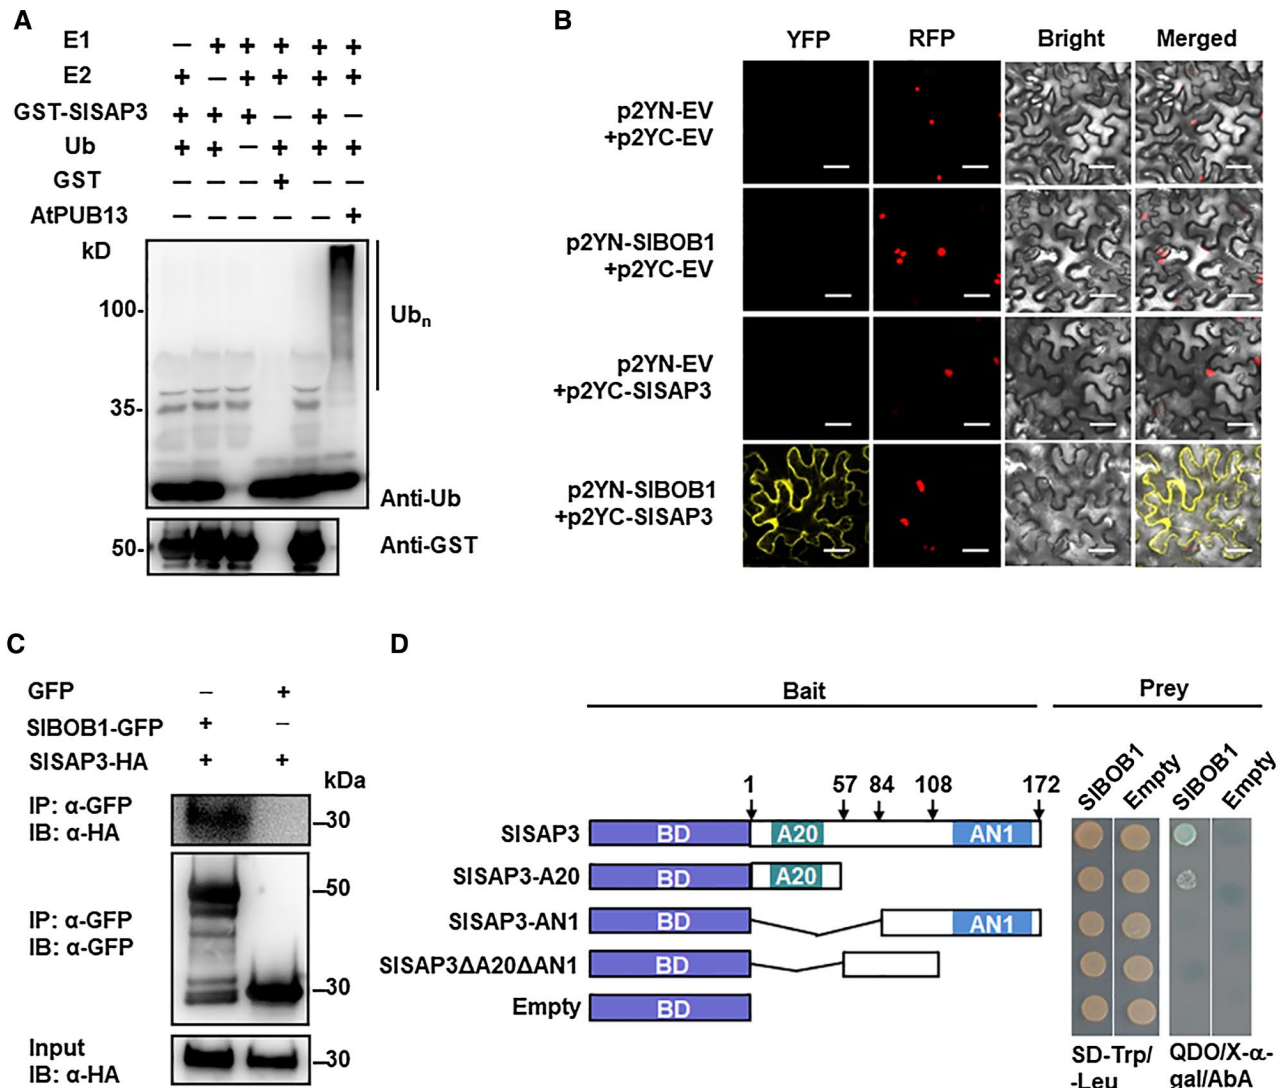 A
E1 – + + + + +
E2 + – + + + +
GST-SlSAP3 + + + – + –
Ub + + – + + +
GST – – – + – –
AtPUB13 – – – – – +
kD
100-
35-
Ubn
Anti-Ub
50-
Anti-GST
B
YFP RFP Bright Merged
p2YN-EV
+p2YC-EV
p2YN-SlBOB1
+p2YC-EV
p2YN-EV
+p2YC-SlSAP3
p2YN-SlBOB1
+p2YC-SlSAP3
C
GFP – +
SlBOB1-GFP + –
SlSAP3-HA + +
kDa
IP: α-GFP
IB: α-HA
30
50
IP: α-GFP
IB: α-GFP
30
Input
IB: α-HA
30
D
Bait Prey
SlBOB1 Empty SlBOB1 Empty
1 57 84 108 172
SlSAP3 BD A20 AN1
SlSAP3-A20 BD A20
SlSAP3-AN1 BD AN1
SlSAP3ΔA20ΔAN1 BD
Empty BD
SD-Trp/
-Leu
QDO/X-α-
gal/AbA